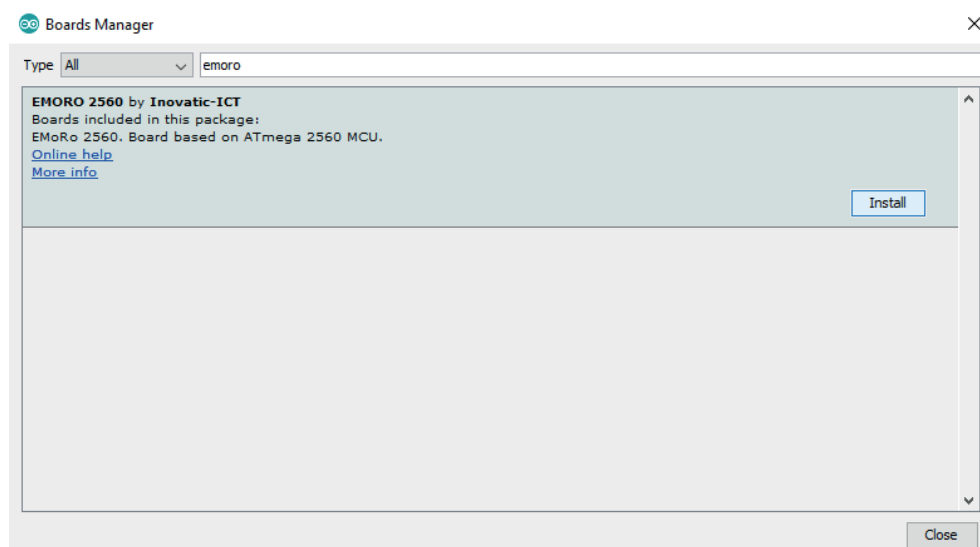 Boards Manager
Type All emoro
EMORO 2560 by Inovatic-ICT
Boards included in this package:
EMoRo 2560. Board based on ATmega 2560 MCU.
Online help
More info
Install
Close